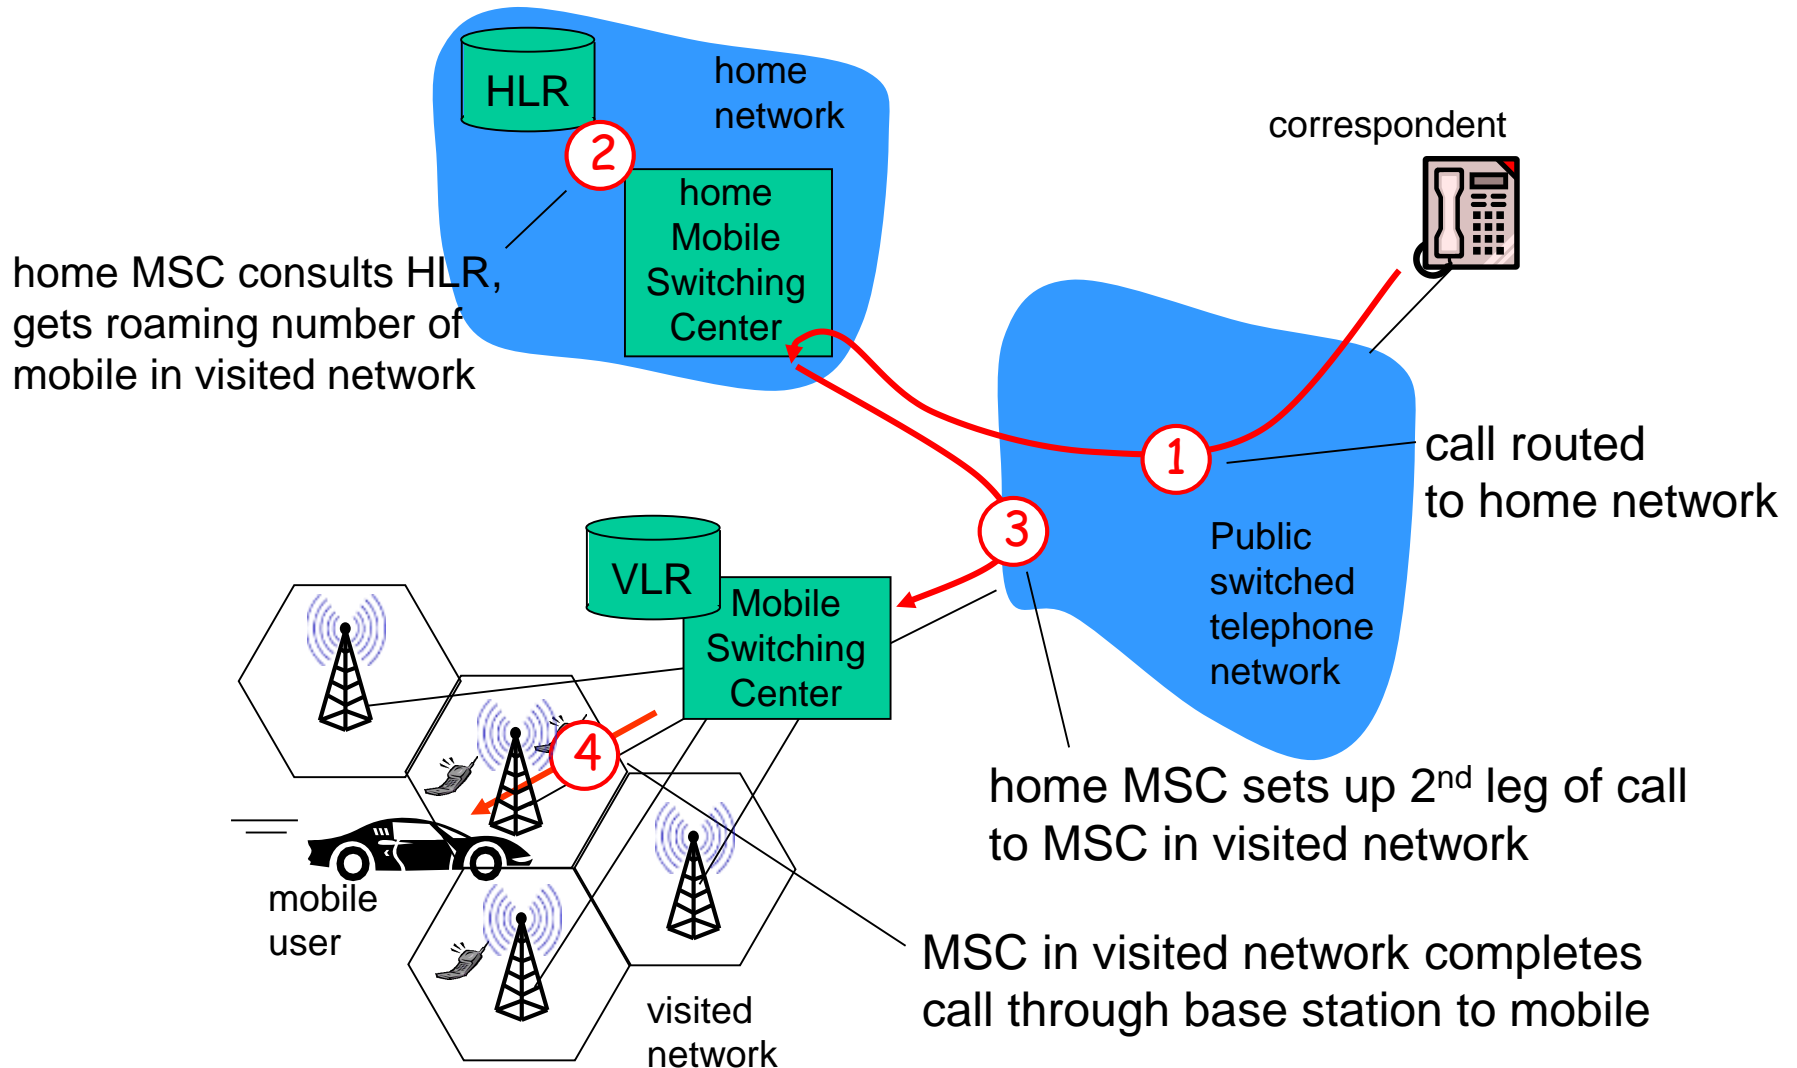 HLR
home
network
2
home
Mobile
Switching
Center
correspondent
home MSC consults HLR,
gets roaming number of
mobile in visited network
1
call routed
to home network
3
Public
switched
telephone
network
VLR
Mobile
Switching
Center
4
home MSC sets up 2nd leg of call
to MSC in visited network
mobile
user
MSC in visited network completes
call through base station to mobile
visited
network